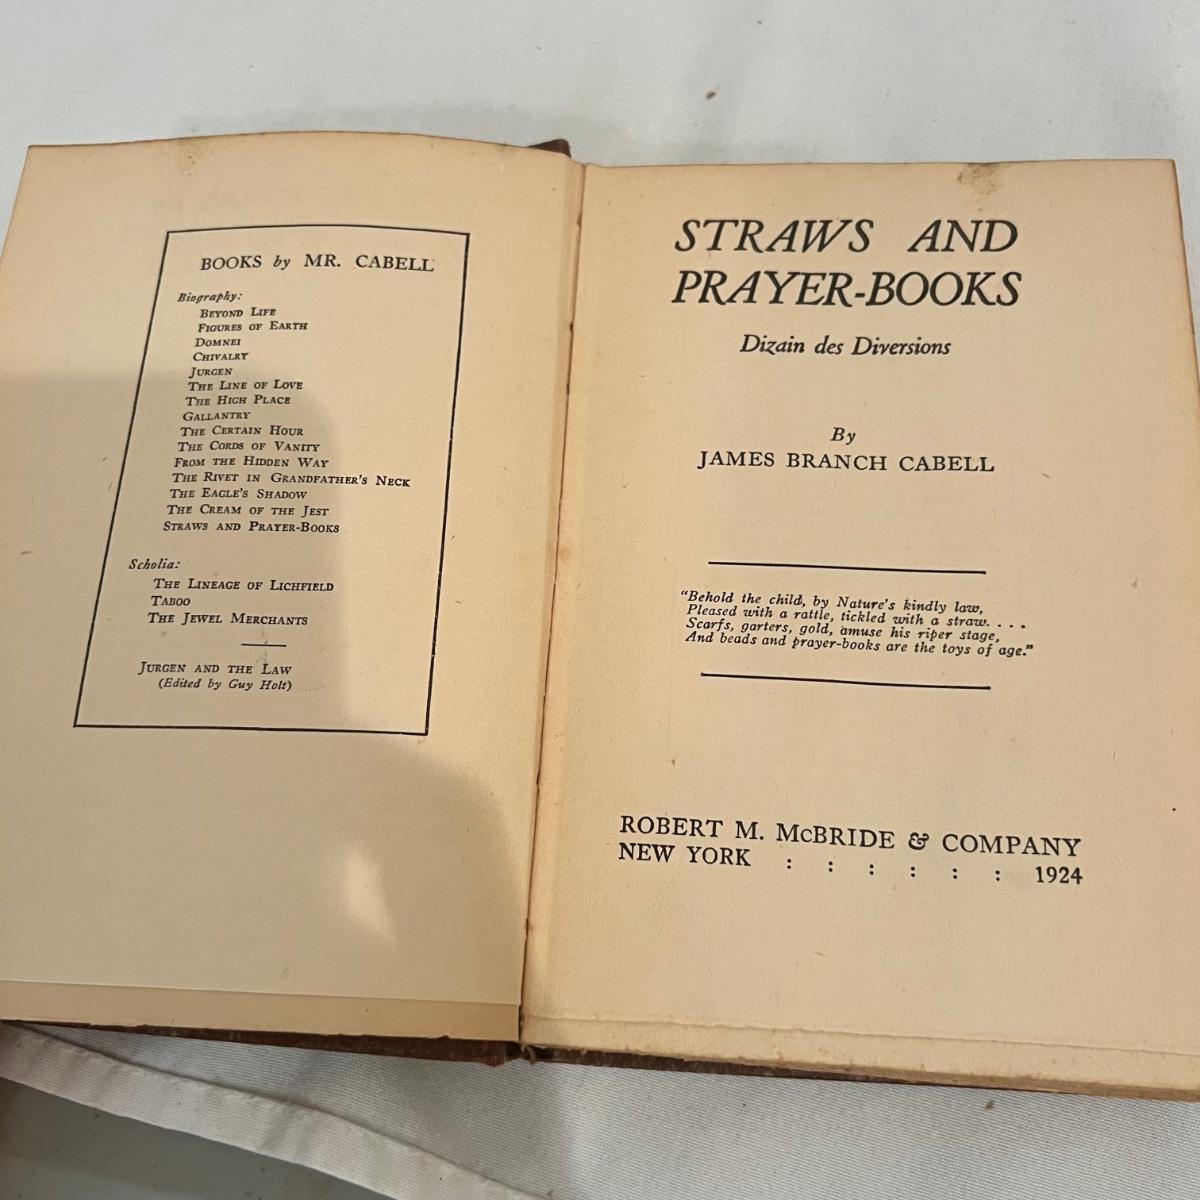 BOOKS by MR. CABELL
Biography:
BEYOND LIFE
FIGURES OF EARTH
DOMNEI
CHIVALRY
JURGEN
THE LINE OF LOVE
THE HIGH PLACE
GALLANTRY
THE CERTAIN HOUR
THE CORDS OF VANITY
FROM THE HIDDEN WAY
THE RIVET IN GRANDFATHER'S NECK
THE EAGLE'S SHADOW
THE CREAM OF THE JEST
STRAWS AND PRAYER-BOOKS
Scholia:
THE LINEAGE OF LICHFIELD
TABOO
THE JEWEL MERCHANTS
JURGEN AND THE LAW
(Edited by Guy Holt)
STRAWS AND
PRAYER-BOOKS
Dizain des Diversions
By
JAMES BRANCH CABELL
"Behold the child, by Nature's kindly law,
Pleased with a rattle, tickled with a straw. . . .
Scarfs, garters, gold, amuse his riper stage,
And beads and prayer-books are the toys of age."
ROBERT M. McBRIDE & COMPANY
NEW YORK : : : : : : 1924